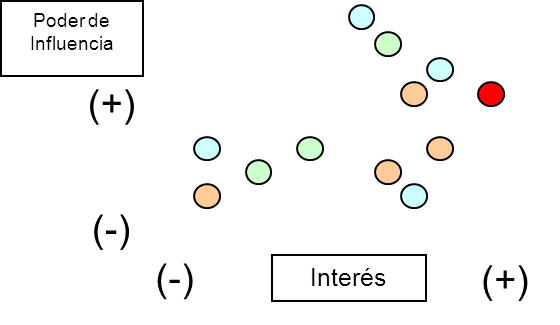 Poder de
Influencia
(+)
(-)
(-)
Interés
(+)